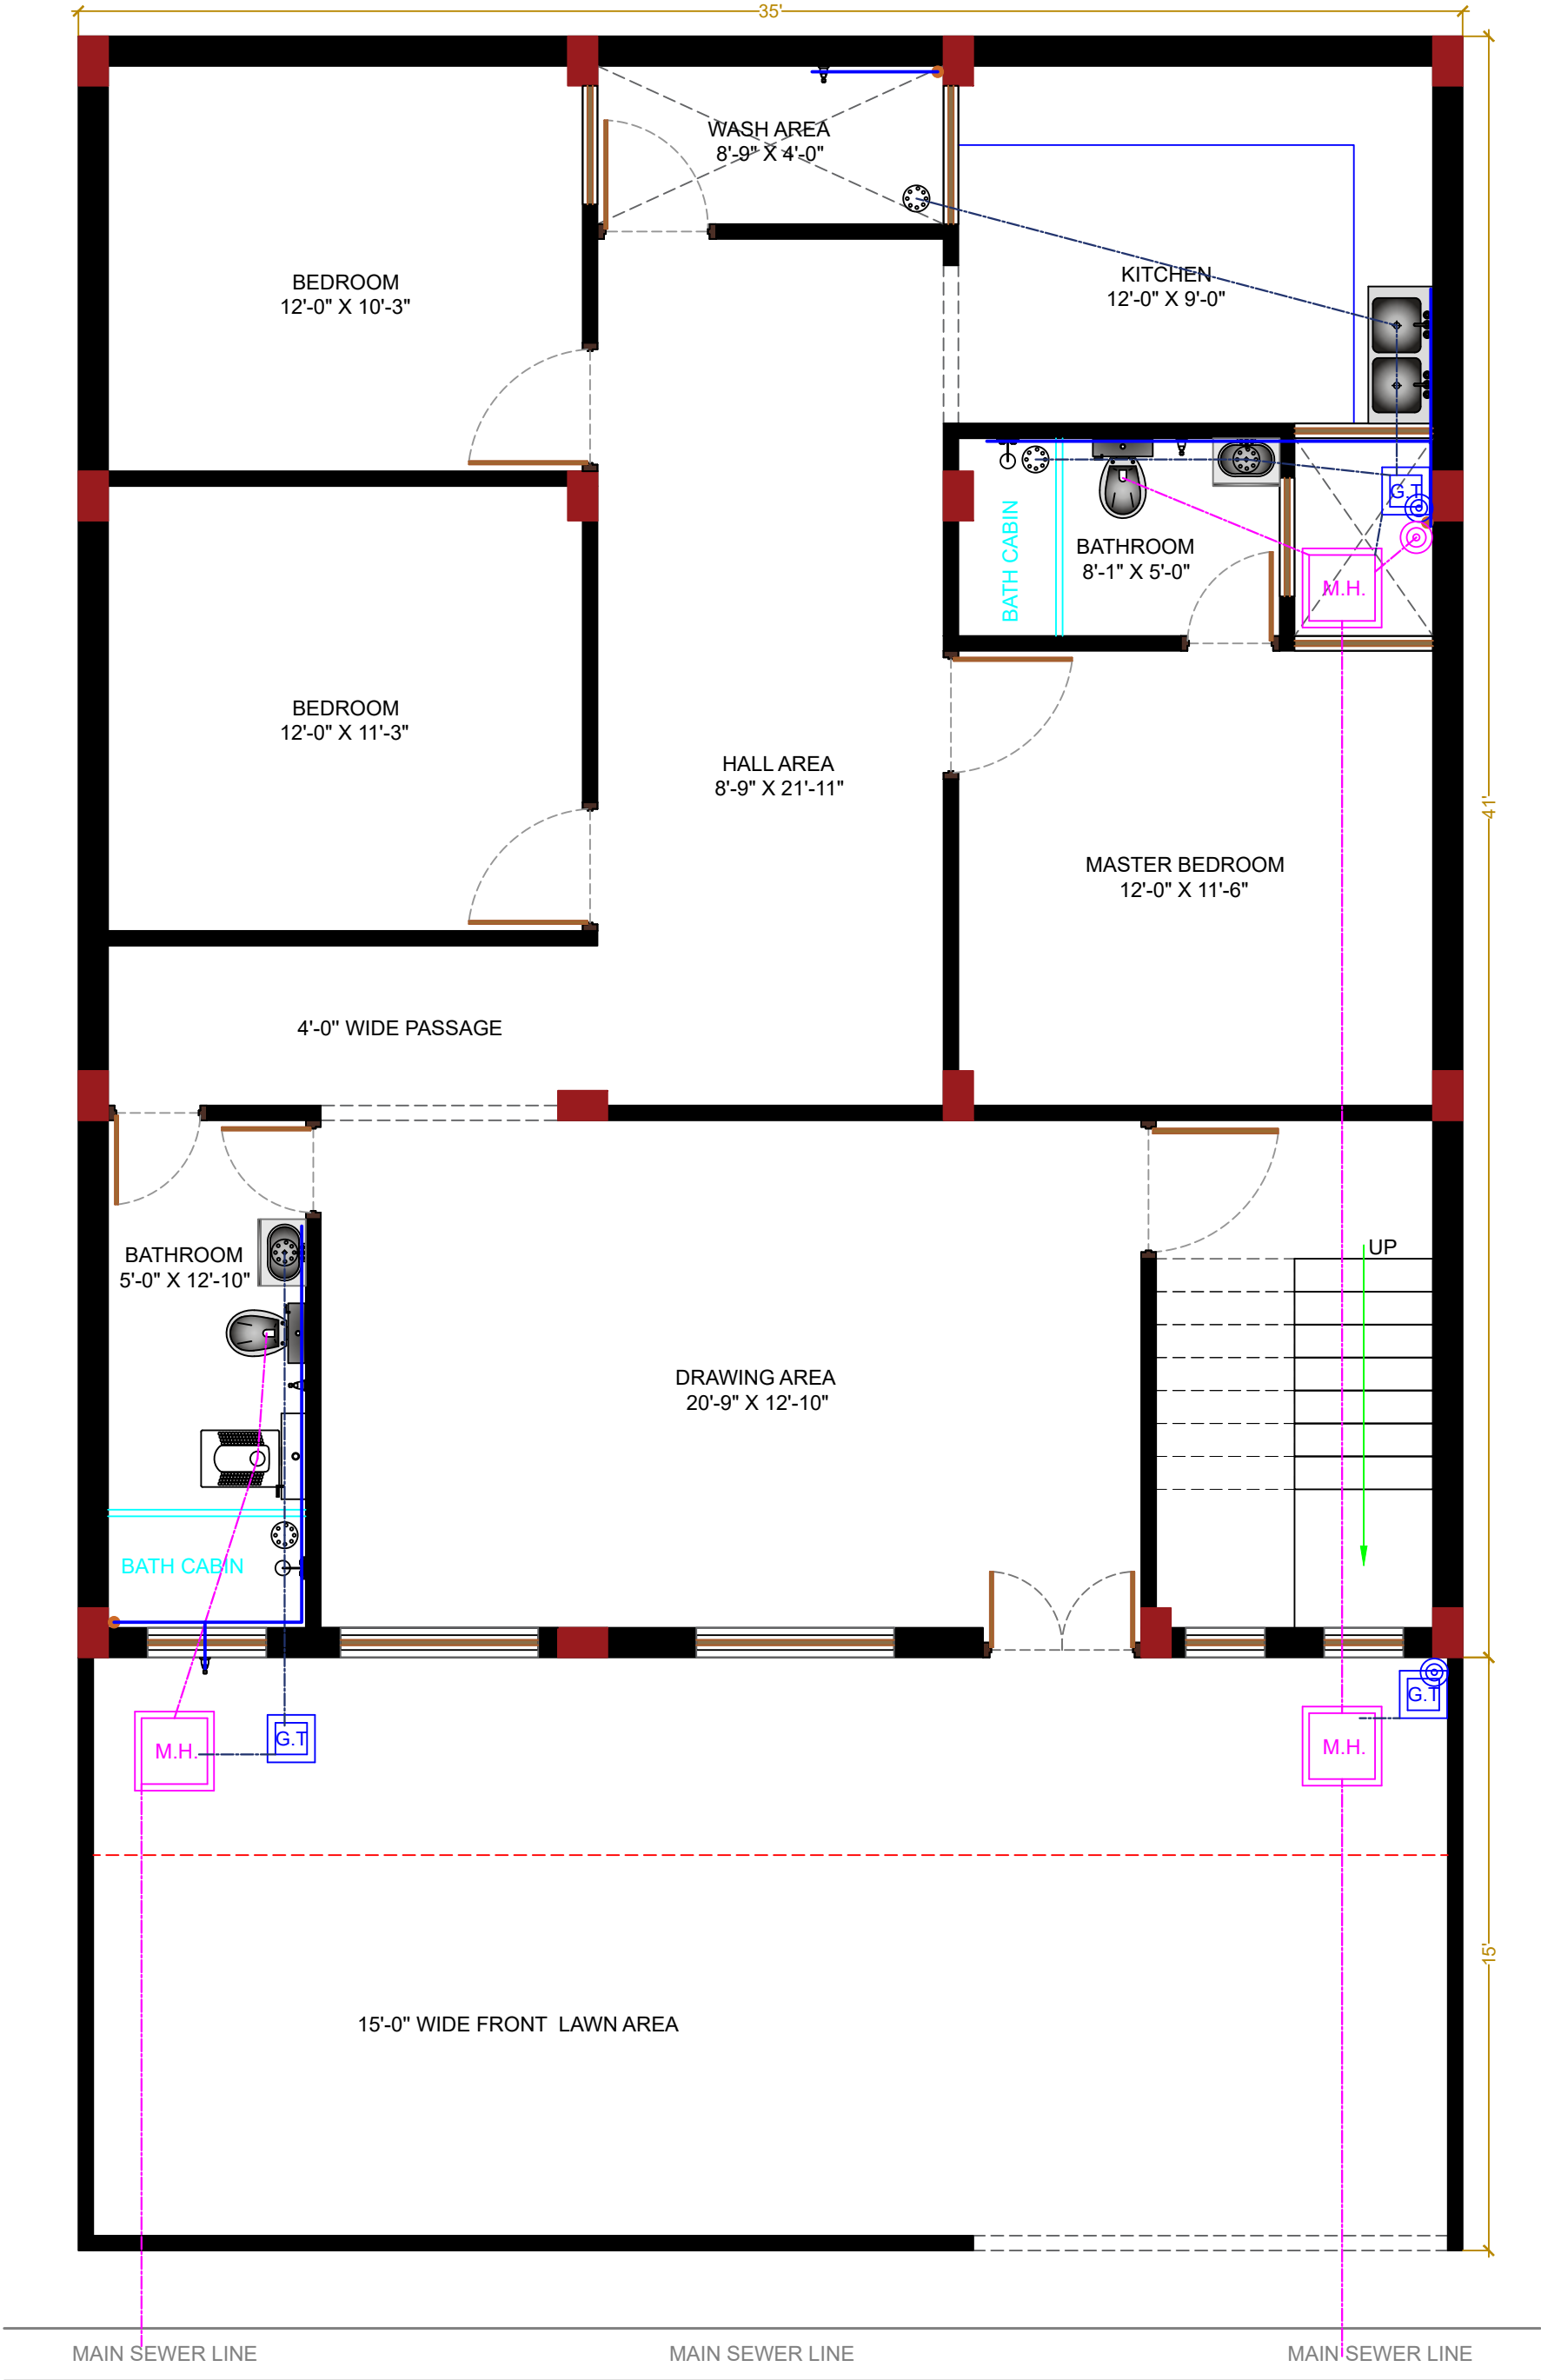 35'
WASH AREA
8'-9" X 4'-0"
BEDROOM
12'-0" X 10'-3"
KITCHEN
12'-0" X 9'-0"
G.T
BATH CABIN
BATHROOM
8'-1" X 5'-0"
M.H.
BEDROOM
12'-0" X 11'-3"
HALL AREA
8'-9" X 21'-11"
41'
MASTER BEDROOM
12'-0" X 11'-6"
4'-0" WIDE PASSAGE
BATHROOM
5'-0" X 12'-10"
UP
DRAWING AREA
20'-9" X 12'-10"
BATH CABIN
G.T
M.H.
G.T
M.H.
15'
15'-0" WIDE FRONT LAWN AREA
MAIN SEWER LINE
MAIN SEWER LINE
MAIN SEWER LINE